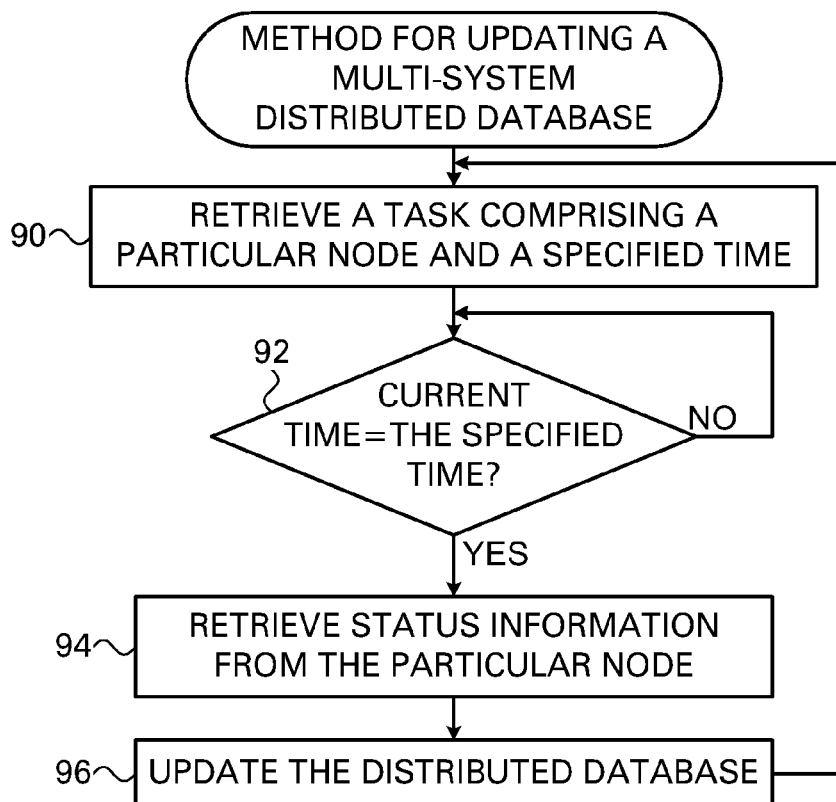 METHOD FOR UPDATING A
MULTI-SYSTEM
DISTRIBUTED DATABASE
90
RETRIEVE A TASK COMPRISING A
PARTICULAR NODE AND A SPECIFIED TIME
92
CURRENT
TIME=THE SPECIFIED
TIME?
NO
YES
94
RETRIEVE STATUS INFORMATION
FROM THE PARTICULAR NODE
96
UPDATE THE DISTRIBUTED DATABASE